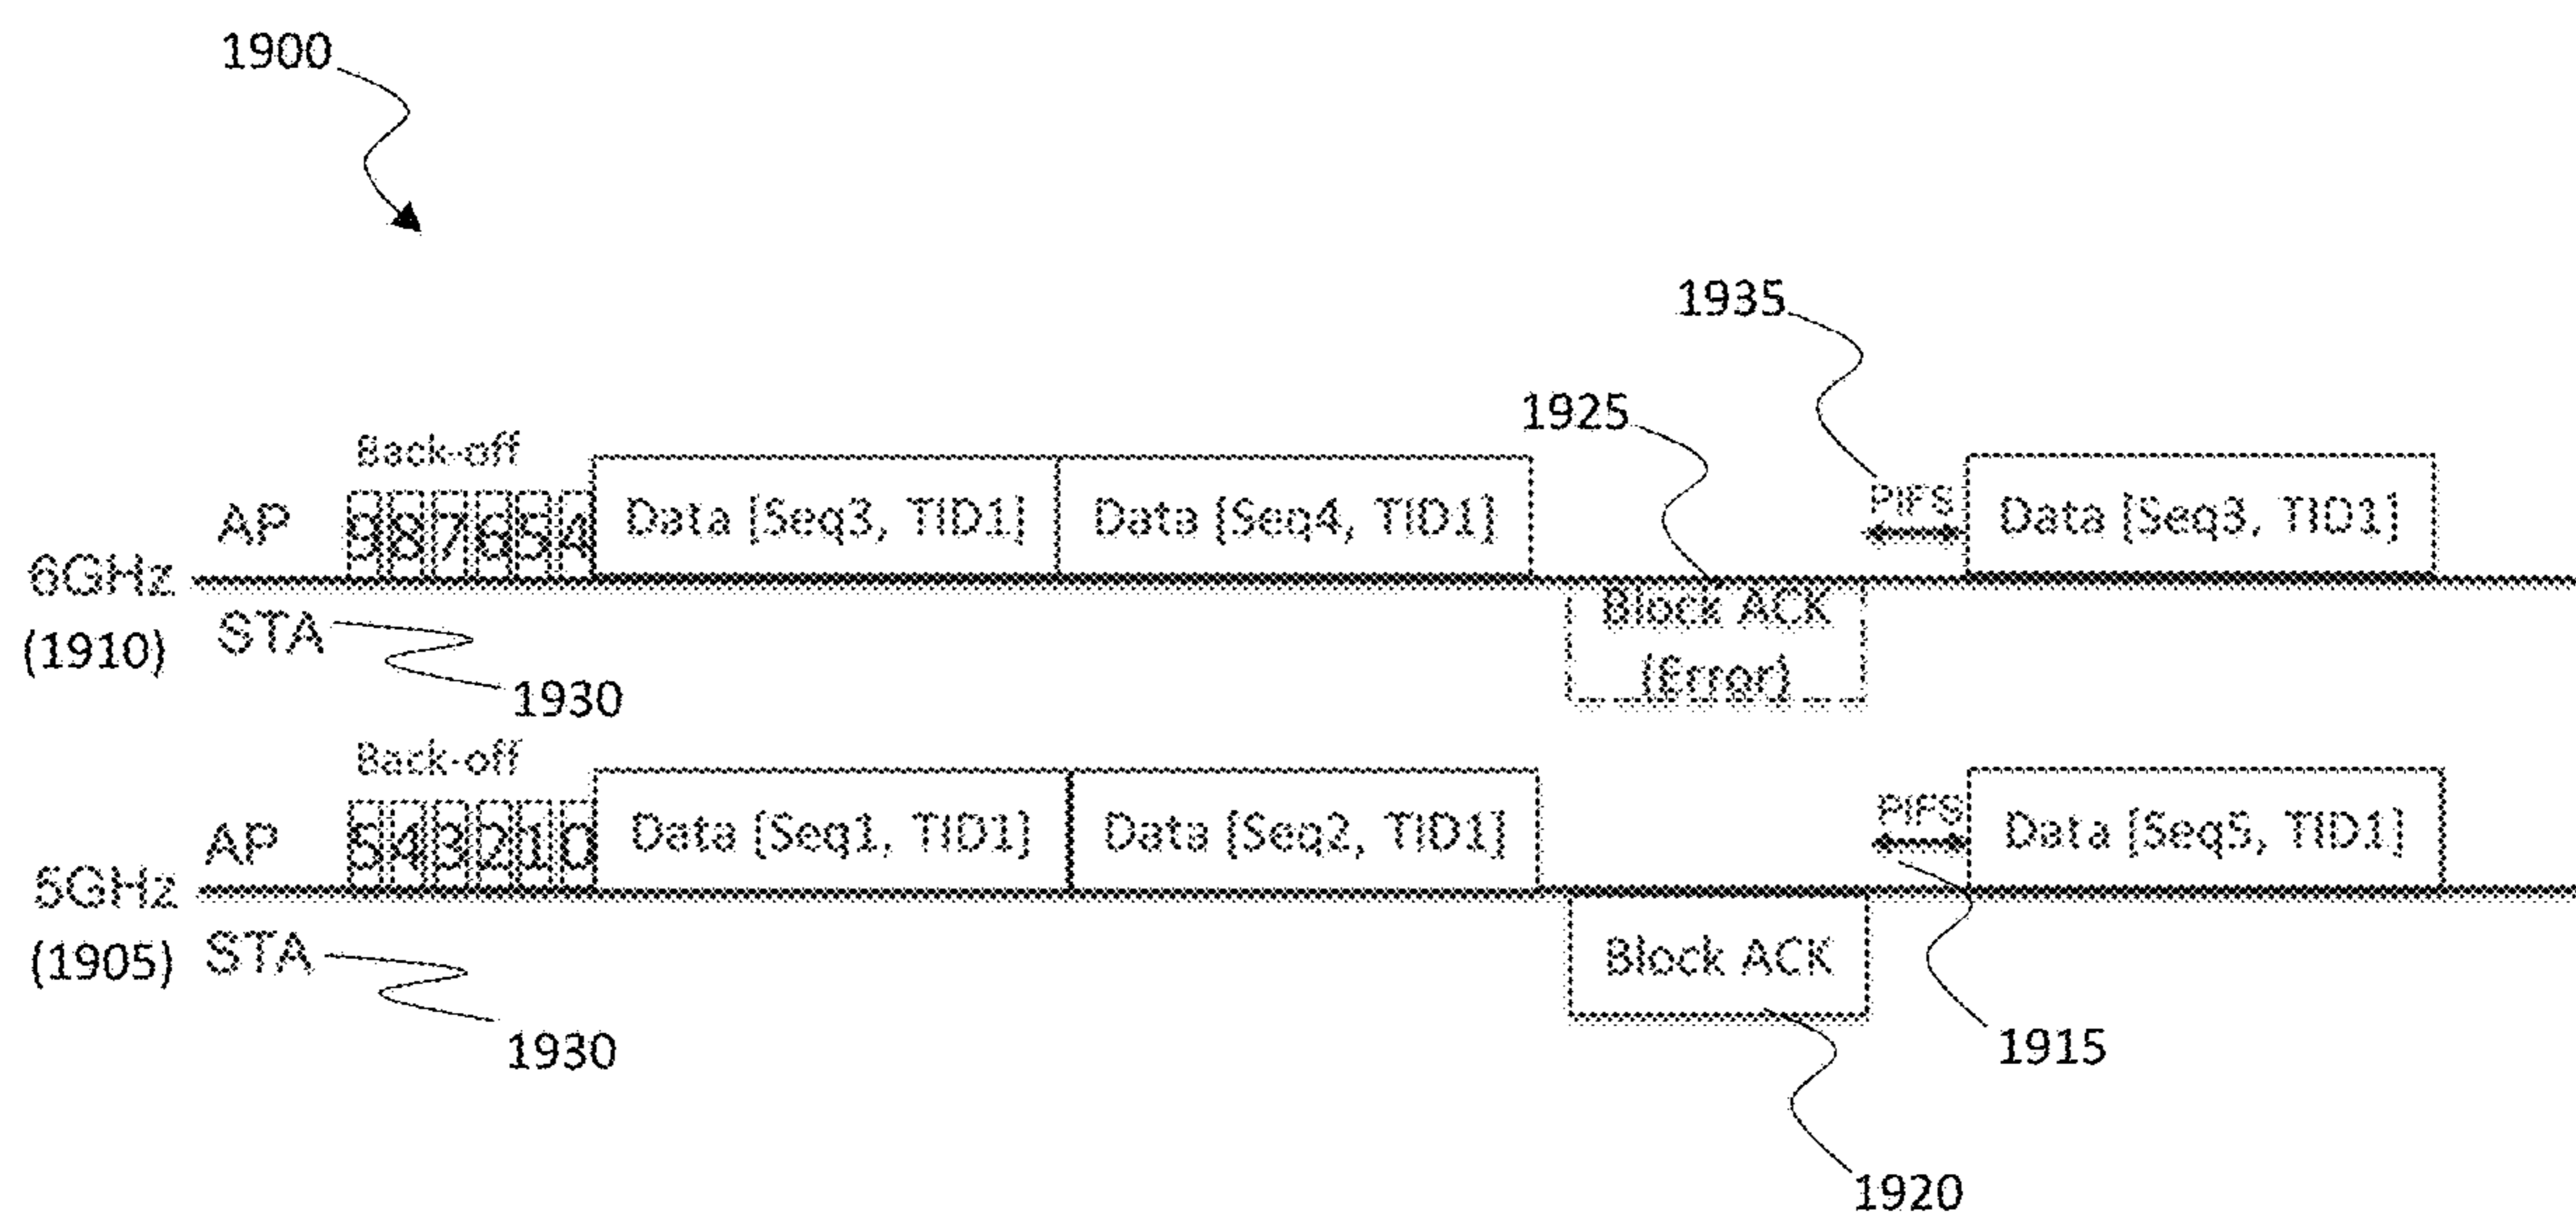 1900
1935
1925
Back-off
AP
9 8 7 6 5 4
Data [Seq3, TID1]
Data [Seq4, TID1]
PIFS
Data [Seq3, TID1]
6GHz
(1910)
STA
1930
Block ACK
(Error)
Back-off
AP
5 4 3 2 1 0
Data [Seq1, TID1]
Data [Seq2, TID1]
PIFS
Data [Seq5, TID1]
5GHz
(1905)
STA
1930
Block ACK
1915
1920